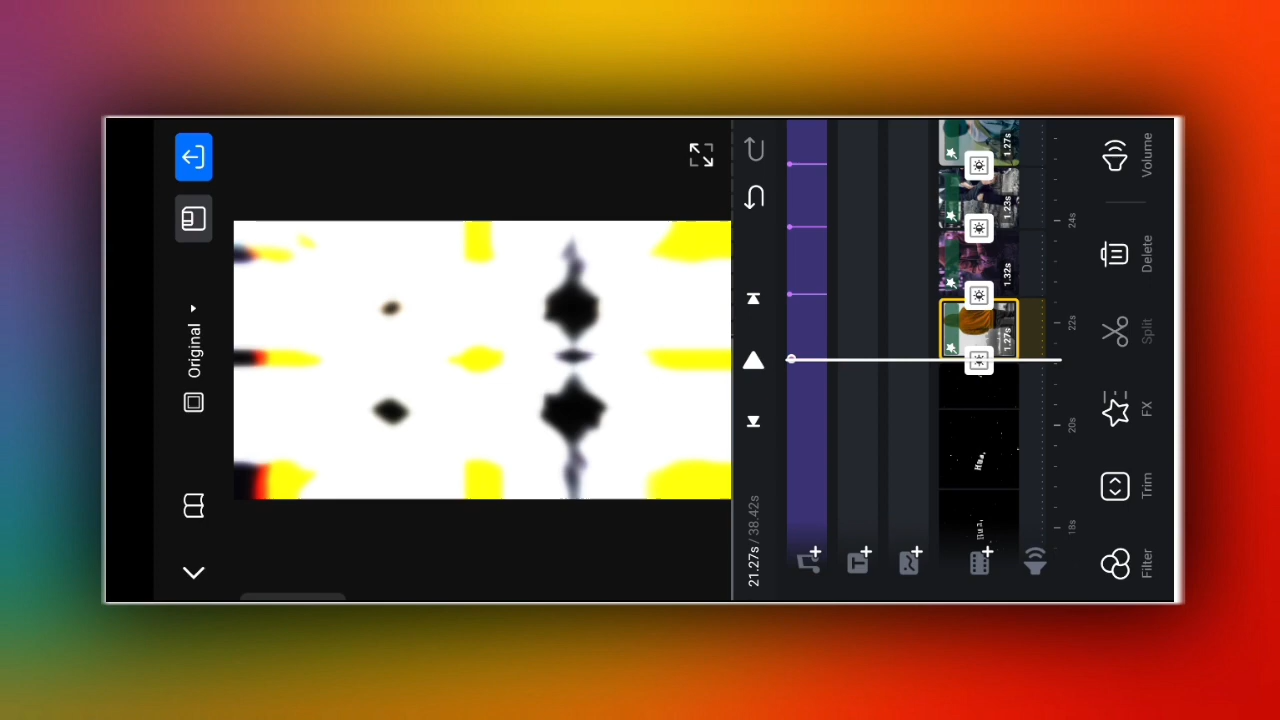 Original
21.27s / 38.42s
Hua,
1.27s
1.32s
1.23s
1.27s
18s
20s
22s
24s
Filter
Trim
FX
Split
Delete
Volume